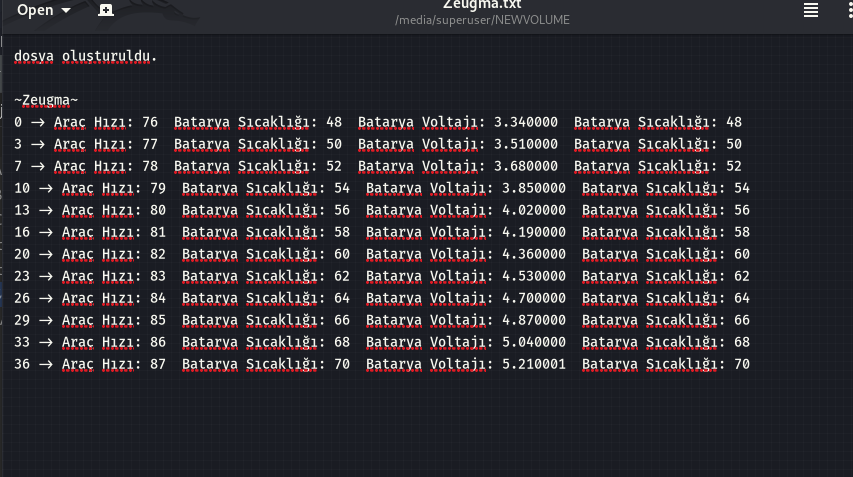 Open
Zeugma.txt
/media/superuser/NEWVOLUME
dosya olusturuldu.
~Zeugma~
0 -> Araç Hızı: 76  Batarya Sıcaklığı: 48  Batarya Voltajı: 3.340000  Batarya Sıcaklığı: 48
3 -> Araç Hızı: 77  Batarya Sıcaklığı: 50  Batarya Voltajı: 3.510000  Batarya Sıcaklığı: 50
7 -> Araç Hızı: 78  Batarya Sıcaklığı: 52  Batarya Voltajı: 3.680000  Batarya Sıcaklığı: 52
10 -> Araç Hızı: 79  Batarya Sıcaklığı: 54  Batarya Voltajı: 3.850000  Batarya Sıcaklığı: 54
13 -> Araç Hızı: 80  Batarya Sıcaklığı: 56  Batarya Voltajı: 4.020000  Batarya Sıcaklığı: 56
16 -> Araç Hızı: 81  Batarya Sıcaklığı: 58  Batarya Voltajı: 4.190000  Batarya Sıcaklığı: 58
20 -> Araç Hızı: 82  Batarya Sıcaklığı: 60  Batarya Voltajı: 4.360000  Batarya Sıcaklığı: 60
23 -> Araç Hızı: 83  Batarya Sıcaklığı: 62  Batarya Voltajı: 4.530000  Batarya Sıcaklığı: 62
26 -> Araç Hızı: 84  Batarya Sıcaklığı: 64  Batarya Voltajı: 4.700000  Batarya Sıcaklığı: 64
29 -> Araç Hızı: 85  Batarya Sıcaklığı: 66  Batarya Voltajı: 4.870000  Batarya Sıcaklığı: 66
33 -> Araç Hızı: 86  Batarya Sıcaklığı: 68  Batarya Voltajı: 5.040000  Batarya Sıcaklığı: 68
36 -> Araç Hızı: 87  Batarya Sıcaklığı: 70  Batarya Voltajı: 5.210001  Batarya Sıcaklığı: 70